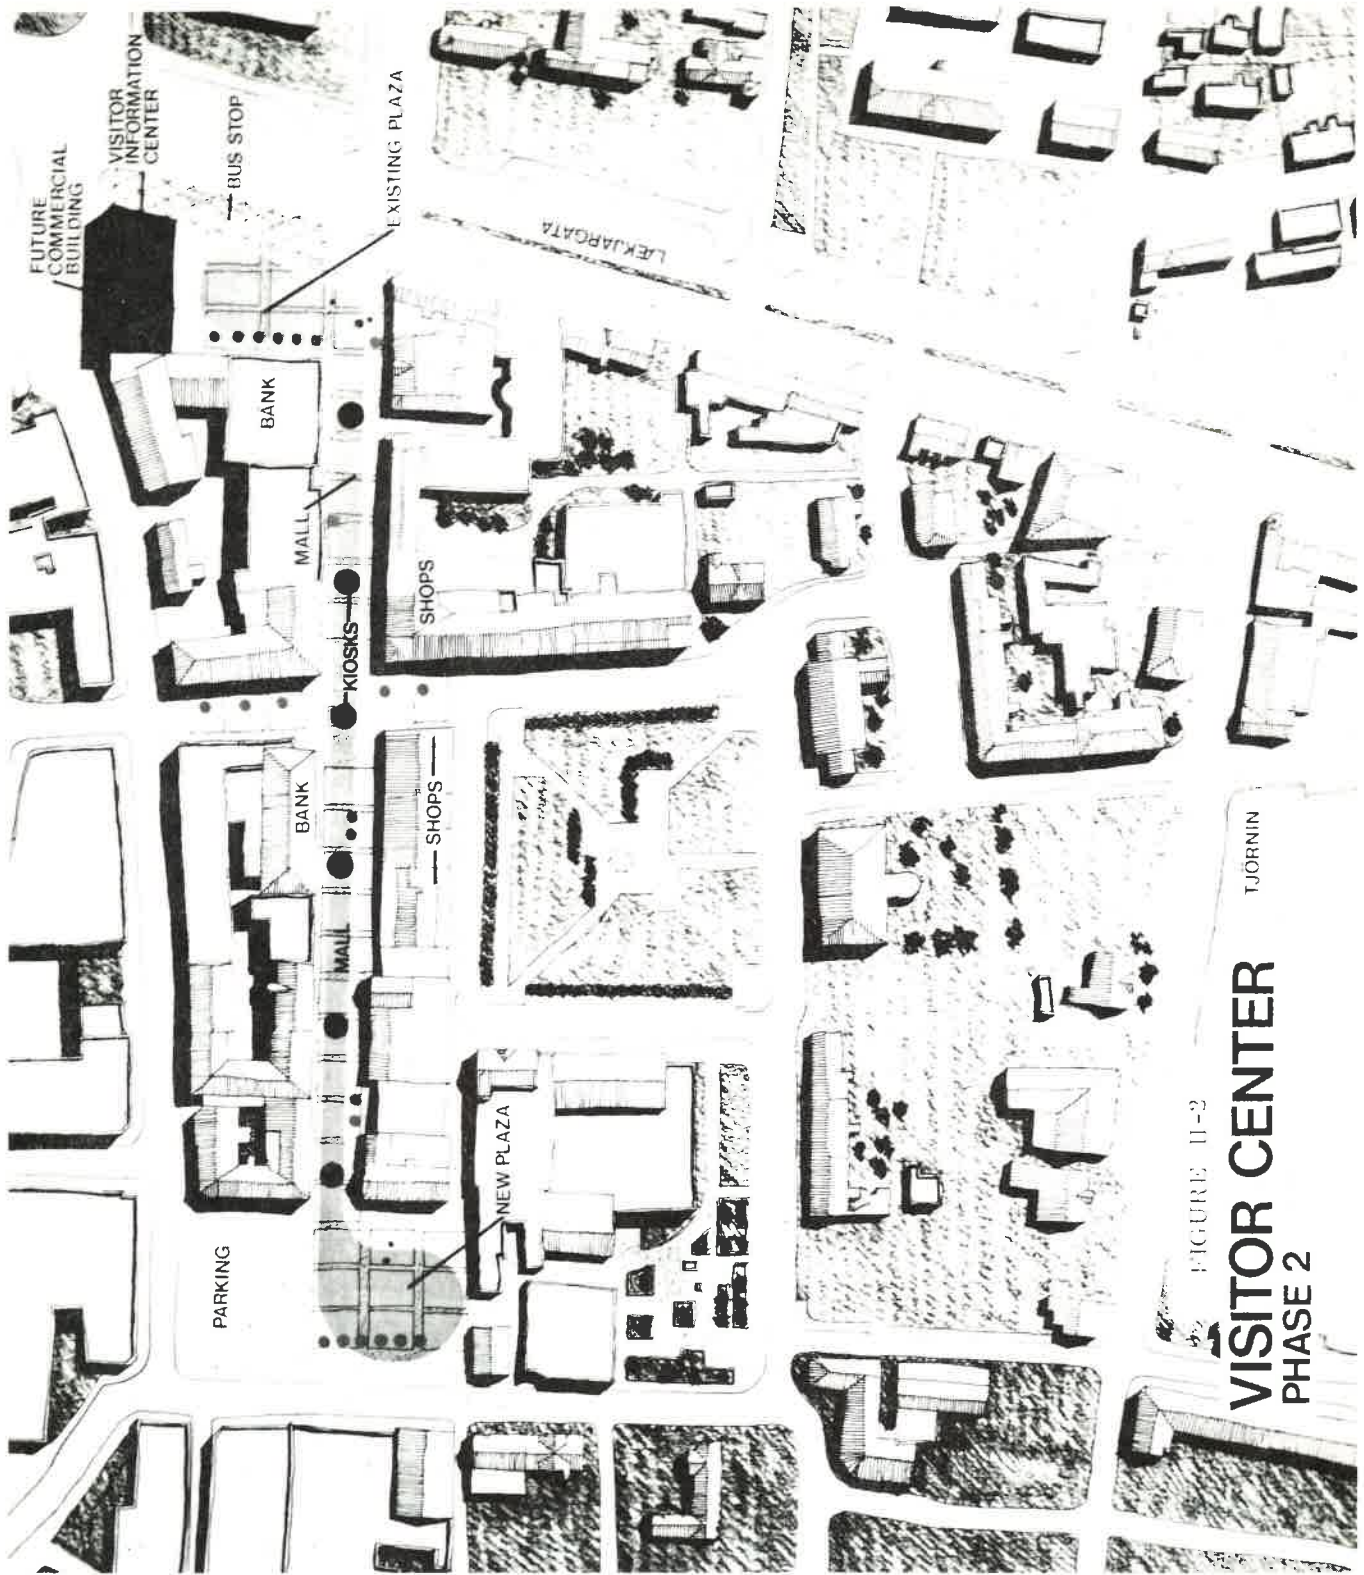 FUTURE
COMMERCIAL
BUILDING
VISITOR
INFORMATION
CENTER
BUS STOP
EXISTING PLAZA
LÆKJARGATA
BANK
MALL
SHOPS
KIOSKS
BANK
SHOPS
MALL
NEW PLAZA
PARKING
TJÖRNIN
FIGURE 11-2
VISITOR CENTER
PHASE 2